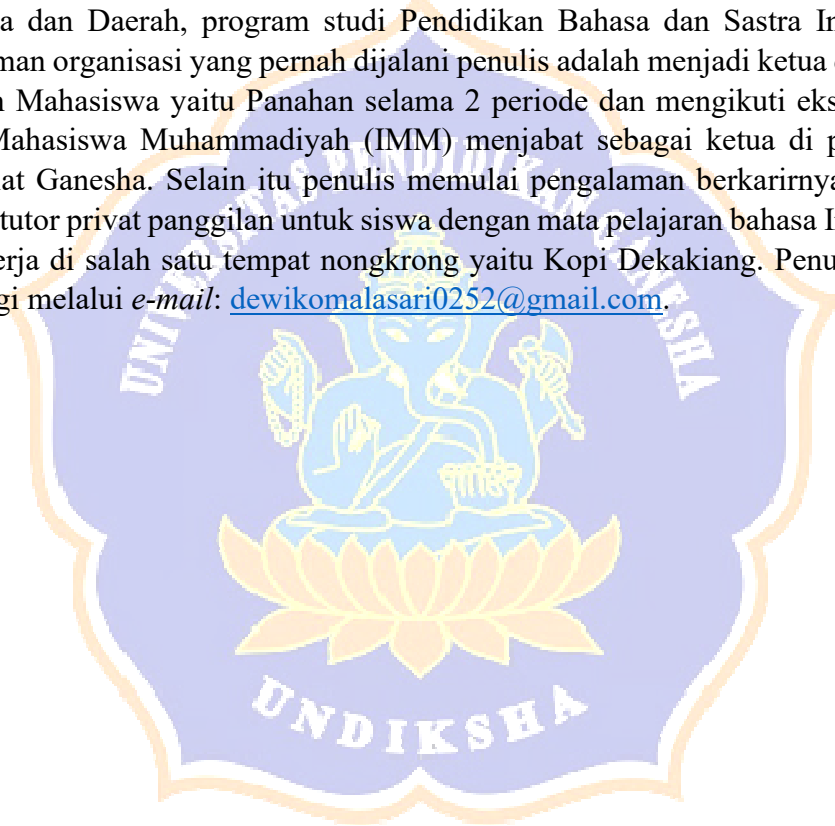 a dan Daerah, program studi Pendidikan Bahasa dan Sastra In
man organisasi yang pernah dijalani penulis adalah menjadi ketua
Mahasiswa yaitu Panahan selama 2 periode dan mengikuti eks
Mahasiswa Muhammadiyah (IMM) menjabat sebagai ketua di p
at Ganesha. Selain itu penulis memulai pengalaman berkarirnya
tutor privat panggilan untuk siswa dengan mata pelajaran bahasa I
erja di salah satu tempat nongkrong yaitu Kopi Dekakiang. Penu
gi melalui e-mail: dewikomalasari0252@gmail.com.
UNIVERSITAS PENDIDIKAN GANESHA
UNDIKSHA